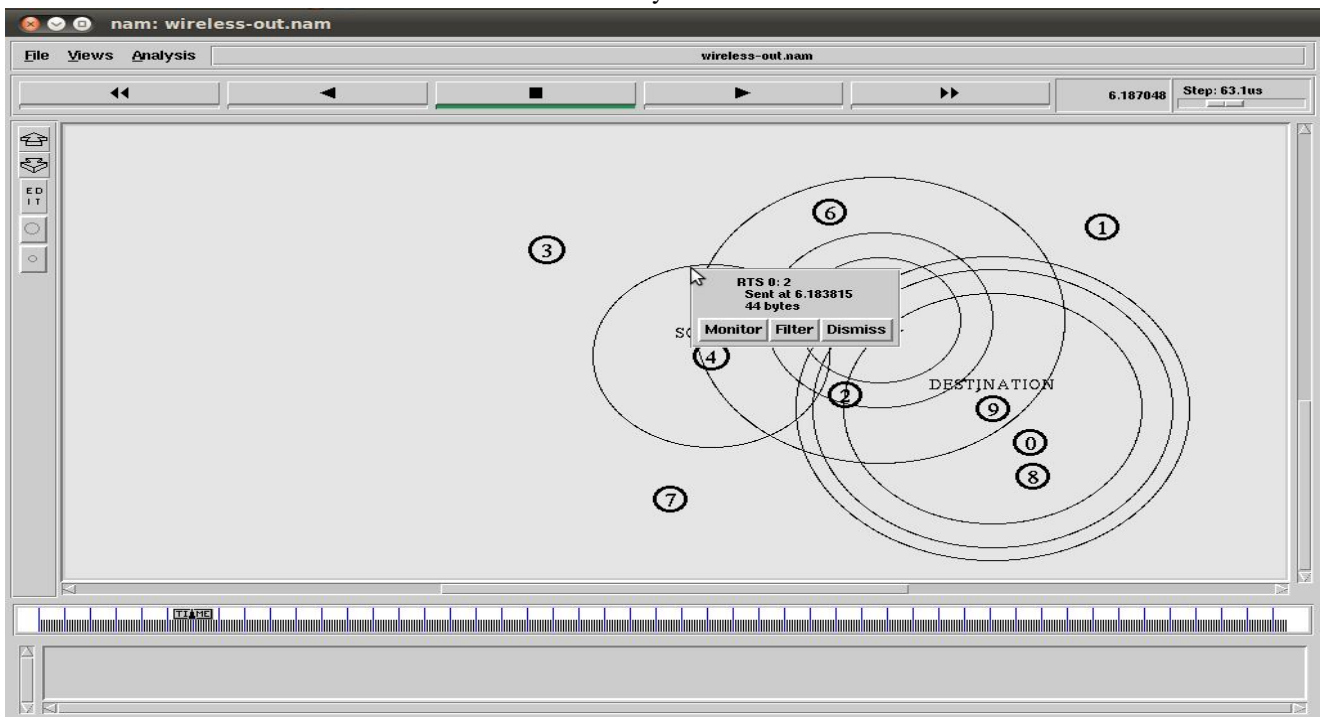 nam: wireless-out.nam
File Views Analysis wireless-out.nam
6.187048 Step: 63.1us
ED
IT
6
1
3
RTS 0: 2
Sent at 6.183815
44 bytes
Monitor Filter Dismiss
4
DESTINATION
2
9
0
8
7
TIME